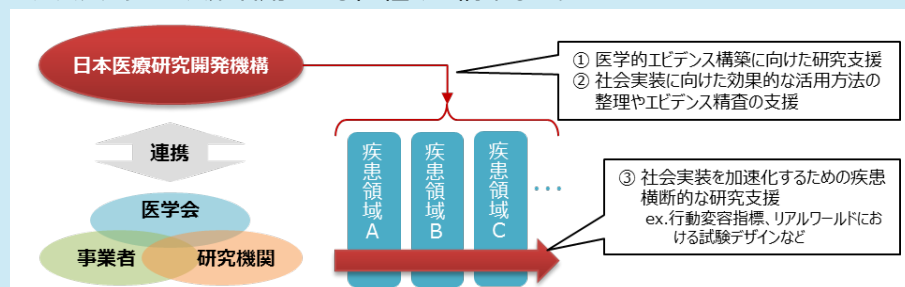 日本医療研究開発機構
① 医学的エビデンス構築に向けた研究支援
② 社会実装に向けた効果的な活用方法の
整理やエビデンス精査の支援
連携
医学会
事業者
研究機関
疾患領域A
疾患領域B
疾患領域C
…
③ 社会実装を加速化するための疾患
横断的な研究支援
ex.行動変容指標、リアルワールドにお
ける試験デザインなど